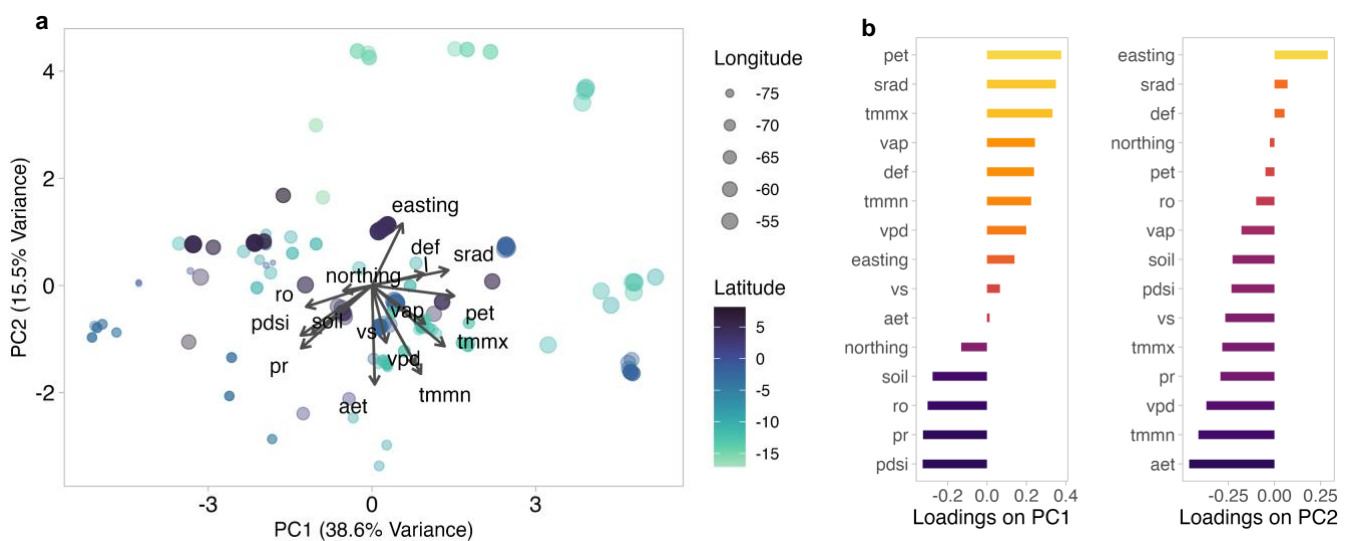 a
4
2
0
-2
-3
0
3
PC2 (15.5% Variance)
PC1 (38.6% Variance)
easting
def
srad
northing
ro
pet
pdsi
soil
vap
vs
tmmx
pr
vpd
aet
tmmn
Longitude
-75
-70
-65
-60
-55
Latitude
5
0
-5
-10
-15
b
pet
srad
tmmx
vap
def
tmmn
vpd
easting
vs
aet
northing
soil
ro
pr
pdsi
-0.2 0.0 0.2 0.4
Loadings on PC1
easting
srad
def
northing
pet
ro
vap
soil
pdsi
vs
tmmx
pr
vpd
tmmn
aet
-0.25 0.00 0.25
Loadings on PC2